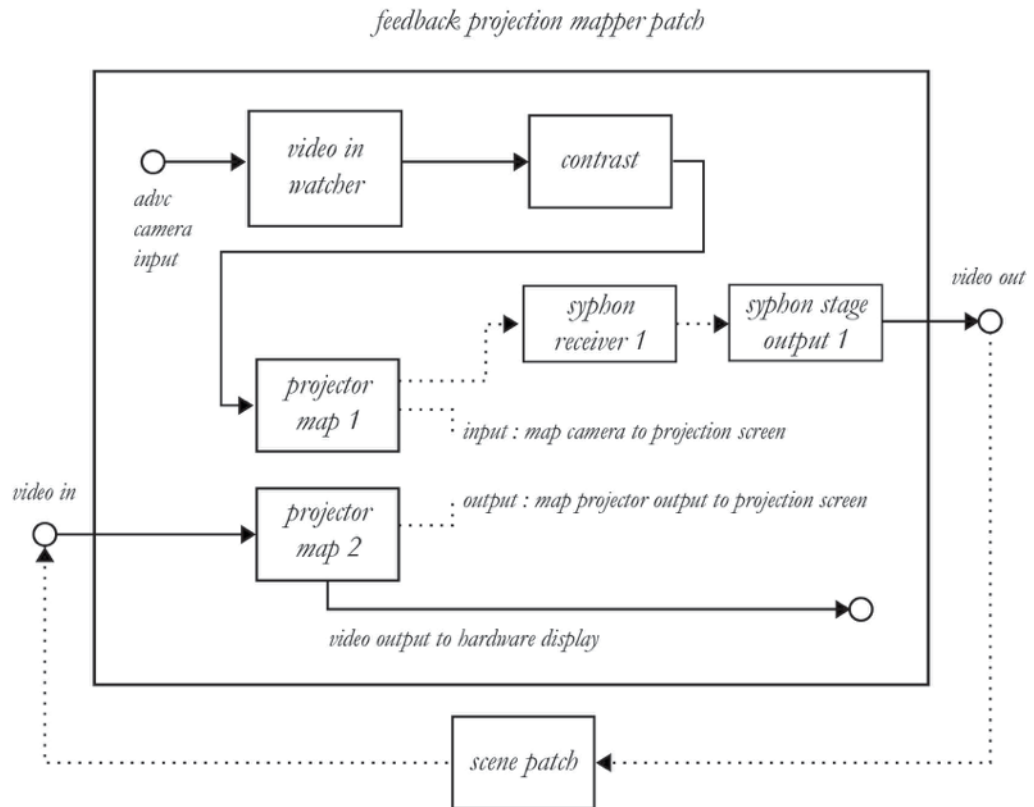 feedback projection mapper patch
video in
watcher
contrast
advc
camera
input
video out
syphon
receiver 1
syphon stage
output 1
projector
map 1
input : map camera to projection screen
video in
projector
map 2
output : map projector output to projection screen
video output to hardware display
scene patch